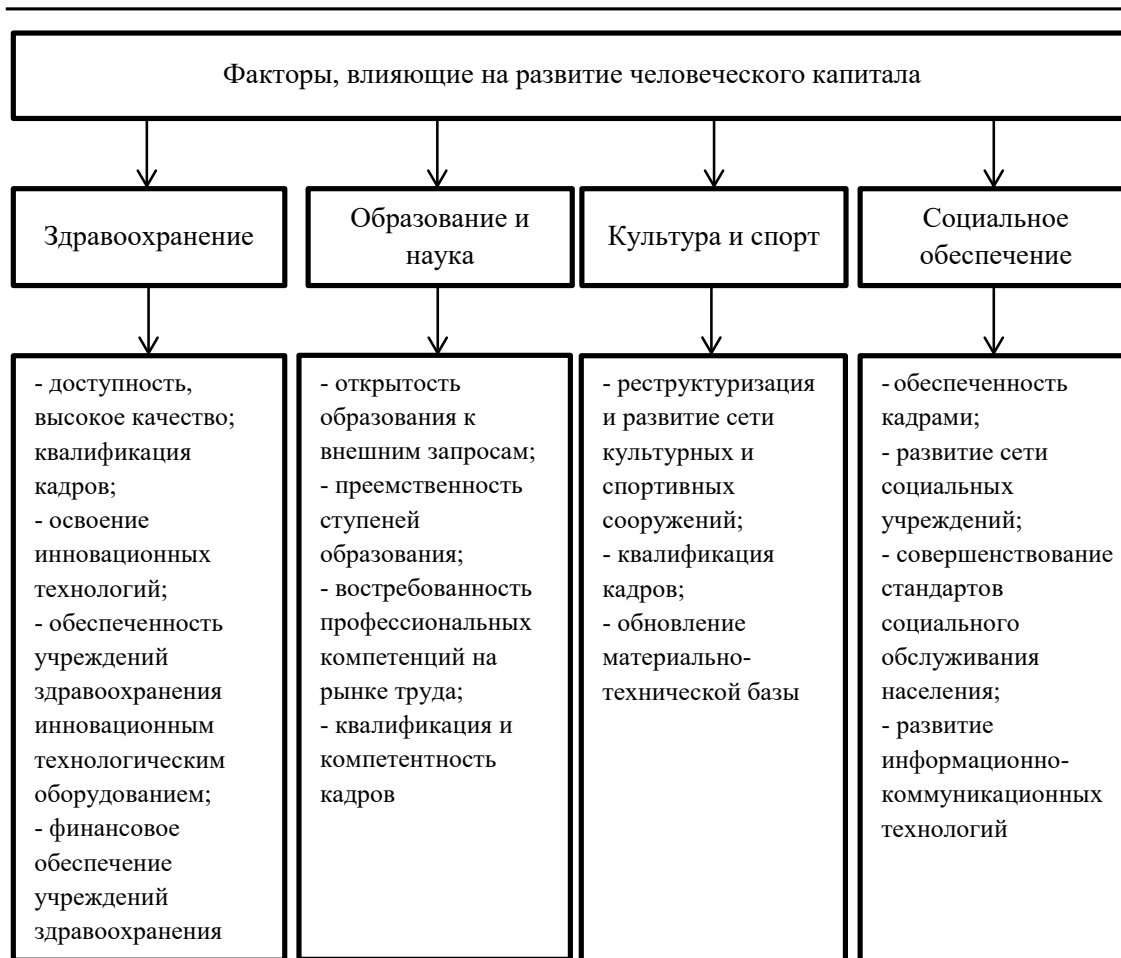 Факторы, влияющие на развитие человеческого капитала
Здравоохранение
Образование и
наука
Культура и спорт
Социальное
обеспечение
- доступность,
высокое качество;
квалификация
кадров;
- освоение
инновационных
технологий;
- обеспеченность
учреждений
здравоохранения
инновационным
технологическим
оборудованием;
- финансовое
обеспечение
учреждений
здравоохранения
- открытость
образования к
внешним запросам;
- преемственность
ступеней
образования;
- востребованность
профессиональных
компетенций на
рынке труда;
- квалификация и
компетентность
кадров
- реструктуризация
и развитие сети
культурных и
спортивных
сооружений;
- квалификация
кадров;
- обновление
материально-
технической базы
- обеспеченность
кадрами;
- развитие сети
социальных
учреждений;
- совершенствование
стандартов
социального
обслуживания
населения;
- развитие
информационно-
коммуникационных
технологий